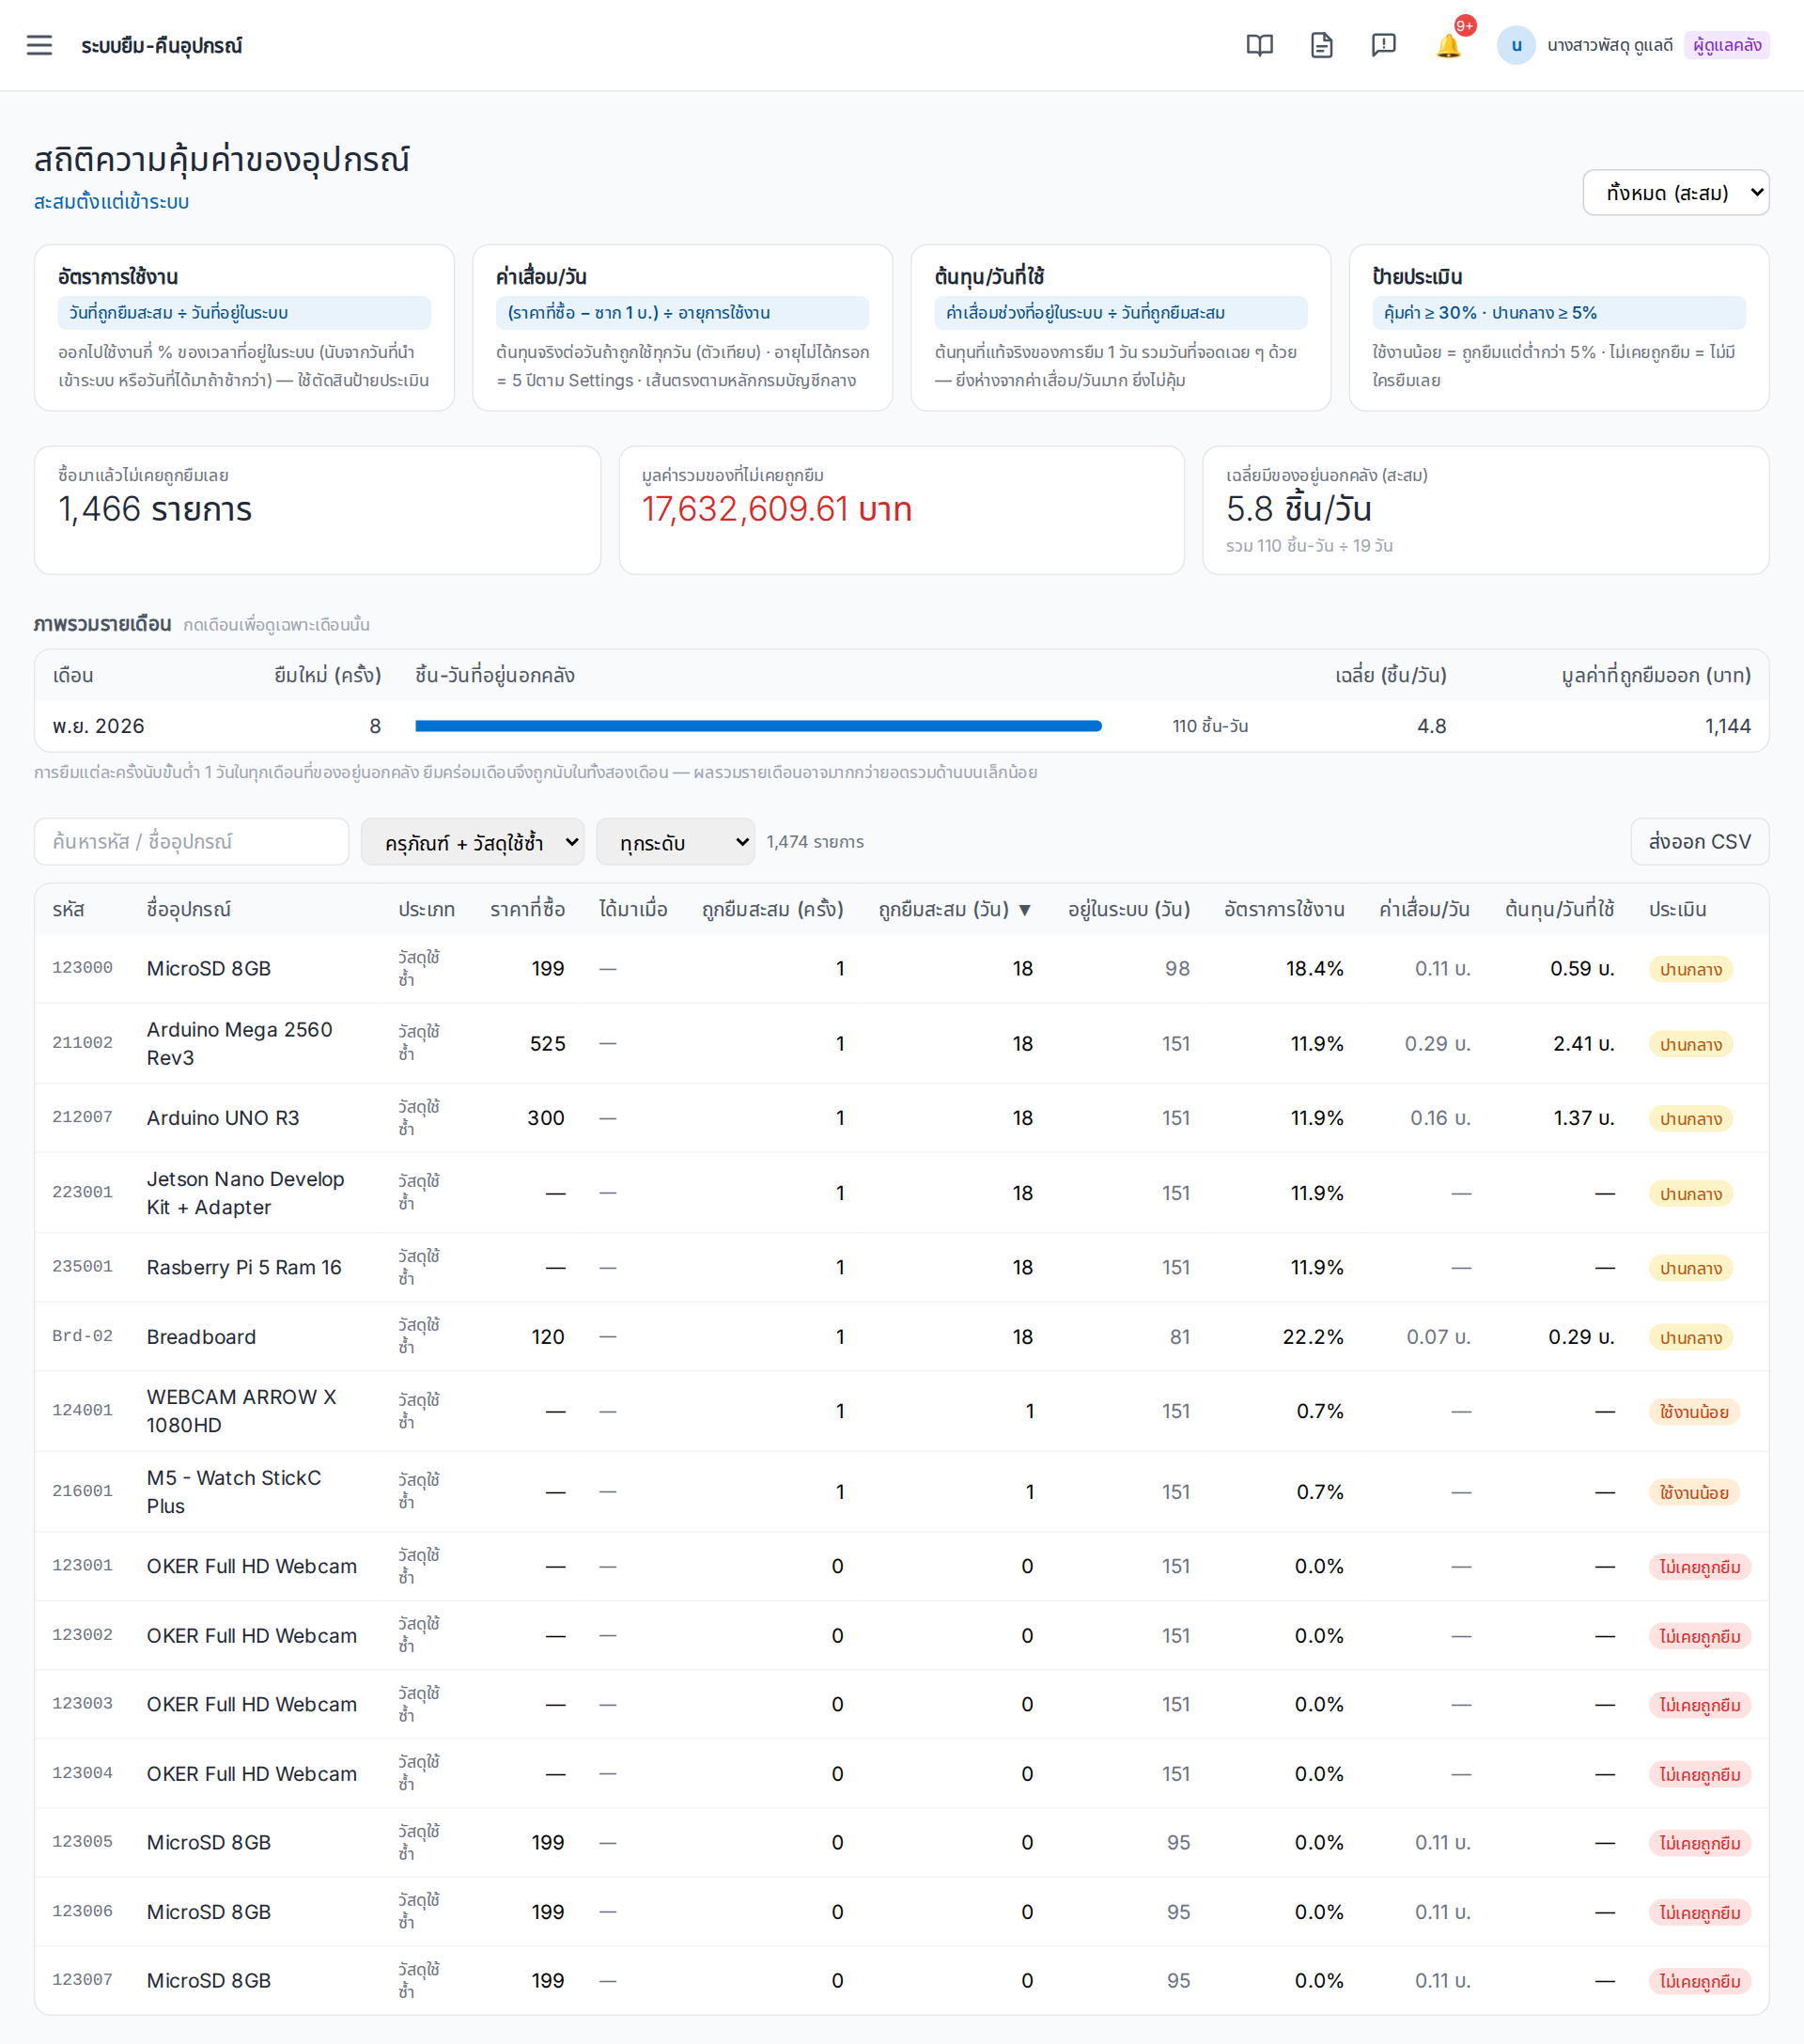 ระบบยืม-คืนอุปกรณ์
9+
น
นางสาวพัสดุ ดูแลดี
ผู้ดูแลคลัง
สถิติความคุ้มค่าของอุปกรณ์
สะสมตั้งแต่เข้าระบบ
ทั้งหมด (สะสม)
อัตราการใช้งาน
วันที่ถูกยืมสะสม ÷ วันที่อยู่ในระบบ
ออกไปใช้งานกี่ % ของเวลาที่อยู่ในระบบ (นับจากวันที่นำ
เข้าระบบ หรือวันที่ได้มาถ้าช้ากว่า) — ใช้ตัดสินป้ายประเมิน
ค่าเสื่อม/วัน
(ราคาที่ซื้อ − ซาก 1 บ.) ÷ อายุการใช้งาน
ต้นทุนจริงต่อวันถ้าถูกใช้ทุกวัน (ตัวเทียบ) · อายุไม่ได้กรอก
= 5 ปีตาม Settings · เส้นตรงตามหลักกรมบัญชีกลาง
ต้นทุน/วันที่ใช้
ค่าเสื่อมช่วงที่อยู่ในระบบ ÷ วันที่ถูกยืมสะสม
ต้นทุนที่แท้จริงของการยืม 1 วัน รวมวันที่จอดเฉย ๆ ด้วย
— ยิ่งห่างจากค่าเสื่อม/วันมาก ยิ่งไม่คุ้ม
ป้ายประเมิน
คุ้มค่า ≥ 30% · ปานกลาง ≥ 5%
ใช้งานน้อย = ถูกยืมแต่ต่ำกว่า 5% · ไม่เคยถูกยืม = ไม่มี
ใครยืมเลย
ซื้อมาแล้วไม่เคยถูกยืมเลย
1,466 รายการ
มูลค่ารวมของที่ไม่เคยถูกยืม
17,632,609.61 บาท
เฉลี่ยมีของอยู่นอกคลัง (สะสม)
5.8 ชิ้น/วัน
รวม 110 ชิ้น-วัน ÷ 19 วัน
ภาพรวมรายเดือน กดเดือนเพื่อดูเฉพาะเดือนนั้น
เดือน ยืมใหม่ (ครั้ง) ชิ้น-วันที่อยู่นอกคลัง เฉลี่ย (ชิ้น/วัน) มูลค่าที่ถูกยืมออก (บาท)
พ.ย. 2026 8 110 ชิ้น-วัน 4.8 1,144
การยืมแต่ละครั้งนับขั้นต่ำ 1 วันในทุกเดือนที่ของอยู่นอกคลัง ยืมคร่อมเดือนจึงถูกนับในทั้งสองเดือน — ผลรวมรายเดือนอาจมากกว่ายอดรวมด้านบนเล็กน้อย
ค้นหารหัส / ชื่ออุปกรณ์ ครุภัณฑ์ + วัสดุใช้ซ้ำ ทุกระดับ 1,474 รายการ ส่งออก CSV
รหัส ชื่ออุปกรณ์ ประเภท ราคาที่ซื้อ ได้มาเมื่อ ถูกยืมสะสม (ครั้ง) ถูกยืมสะสม (วัน) ▼ อยู่ในระบบ (วัน) อัตราการใช้งาน ค่าเสื่อม/วัน ต้นทุน/วันที่ใช้ ประเมิน
123000 MicroSD 8GB วัสดุใช้ซ้ำ 199 — 1 18 98 18.4% 0.11 บ. 0.59 บ. ปานกลาง
211002 Arduino Mega 2560 Rev3 วัสดุใช้ซ้ำ 525 — 1 18 151 11.9% 0.29 บ. 2.41 บ. ปานกลาง
212007 Arduino UNO R3 วัสดุใช้ซ้ำ 300 — 1 18 151 11.9% 0.16 บ. 1.37 บ. ปานกลาง
223001 Jetson Nano Develop Kit + Adapter วัสดุใช้ซ้ำ — — 1 18 151 11.9% — — ปานกลาง
235001 Rasberry Pi 5 Ram 16 วัสดุใช้ซ้ำ — — 1 18 151 11.9% — — ปานกลาง
Brd-02 Breadboard วัสดุใช้ซ้ำ 120 — 1 18 81 22.2% 0.07 บ. 0.29 บ. ปานกลาง
124001 WEBCAM ARROW X 1080HD วัสดุใช้ซ้ำ — — 1 1 151 0.7% — — ใช้งานน้อย
216001 M5 - Watch StickC Plus วัสดุใช้ซ้ำ — — 1 1 151 0.7% — — ใช้งานน้อย
123001 OKER Full HD Webcam วัสดุใช้ซ้ำ — — 0 0 151 0.0% — — ไม่เคยถูกยืม
123002 OKER Full HD Webcam วัสดุใช้ซ้ำ — — 0 0 151 0.0% — — ไม่เคยถูกยืม
123003 OKER Full HD Webcam วัสดุใช้ซ้ำ — — 0 0 151 0.0% — — ไม่เคยถูกยืม
123004 OKER Full HD Webcam วัสดุใช้ซ้ำ — — 0 0 151 0.0% — — ไม่เคยถูกยืม
123005 MicroSD 8GB วัสดุใช้ซ้ำ 199 — 0 0 95 0.0% 0.11 บ. — ไม่เคยถูกยืม
123006 MicroSD 8GB วัสดุใช้ซ้ำ 199 — 0 0 95 0.0% 0.11 บ. — ไม่เคยถูกยืม
123007 MicroSD 8GB วัสดุใช้ซ้ำ 199 — 0 0 95 0.0% 0.11 บ. — ไม่เคยถูกยืม